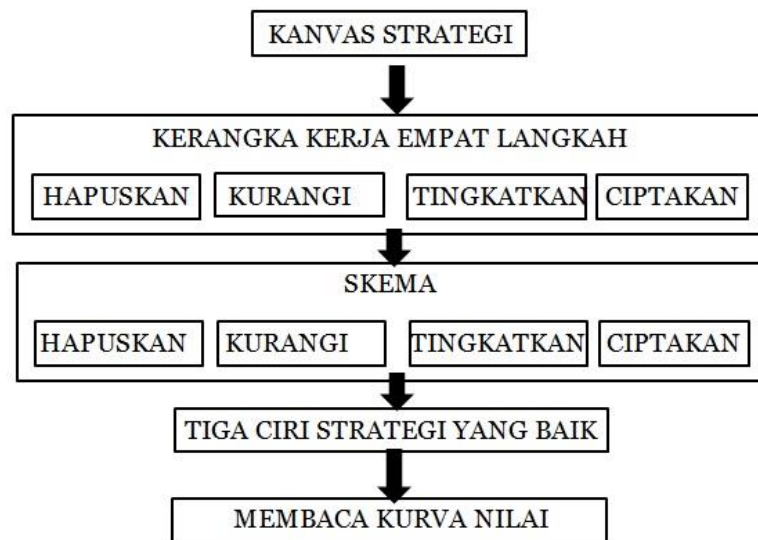 KANVAS STRATEGI
KERANGKA KERJA EMPAT LANGKAH
HAPUSKAN KURANGI TINGKATKAN CIPTAKAN
SKEMA
HAPUSKAN KURANGI TINGKATKAN CIPTAKAN
TIGA CIRI STRATEGI YANG BAIK
MEMBACA KURVA NILAI